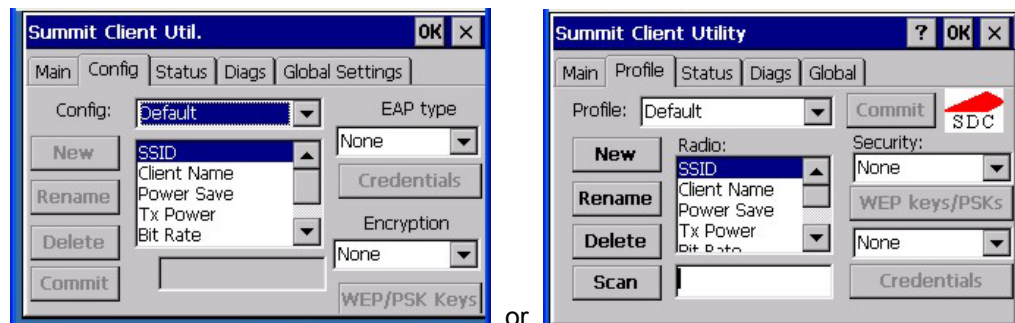 Summit Client Util. OK ×
Main Config Status Diags Global Settings
Config: Default EAP type
New SSID None
Client Name
Rename Power Save Credentials
Tx Power
Delete Bit Rate Encryption
None
Commit WEP/PSK Keys
or
Summit Client Utility ? OK ×
Main Profile Status Diags Global
Profile: Default Commit SDC
New Radio: Security:
SSID None
Rename Client Name
Power Save WEP keys/PSKs
Delete Tx Power None
Bit Rate
Scan Credentials